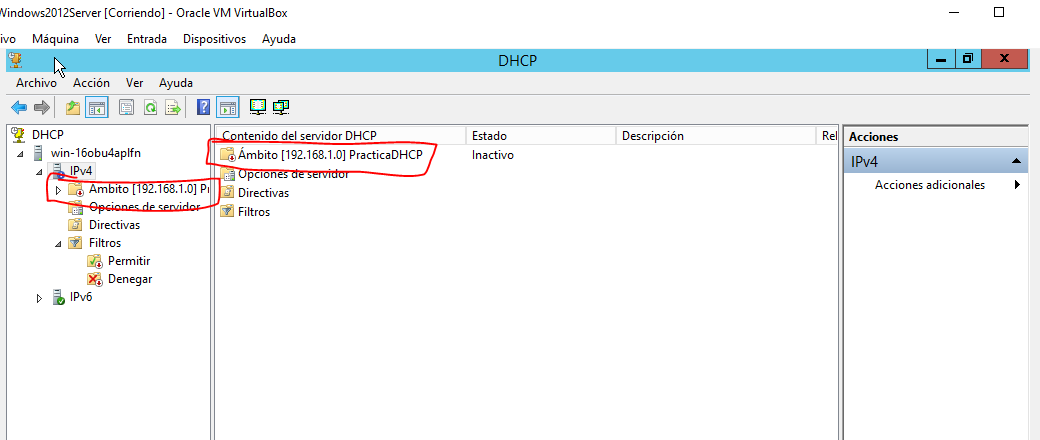 Windows2012Server [Corriendo] - Oracle VM VirtualBox
ivo Máquina Ver Entrada Dispositivos Ayuda
DHCP
Archivo Acción Ver Ayuda
DHCP
win-16obu4aplfn
IPv4
Ámbito [192.168.1.0] Pr
Opciones de servidor
Directivas
Filtros
Permitir
Denegar
IPv6
Contenido del servidor DHCP Estado Descripción Rel
Ámbito [192.168.1.0] PracticaDHCP Inactivo
Opciones de servidor
Directivas
Filtros
Acciones
IPv4
Acciones adicionales